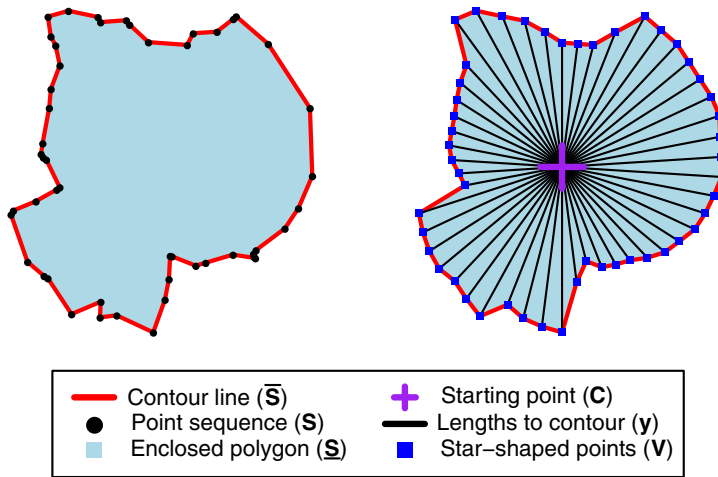 Contour line (S̅)
Starting point (C)
Point sequence (S)
Lengths to contour (y)
Enclosed polygon (S̲)
Star−shaped points (V)